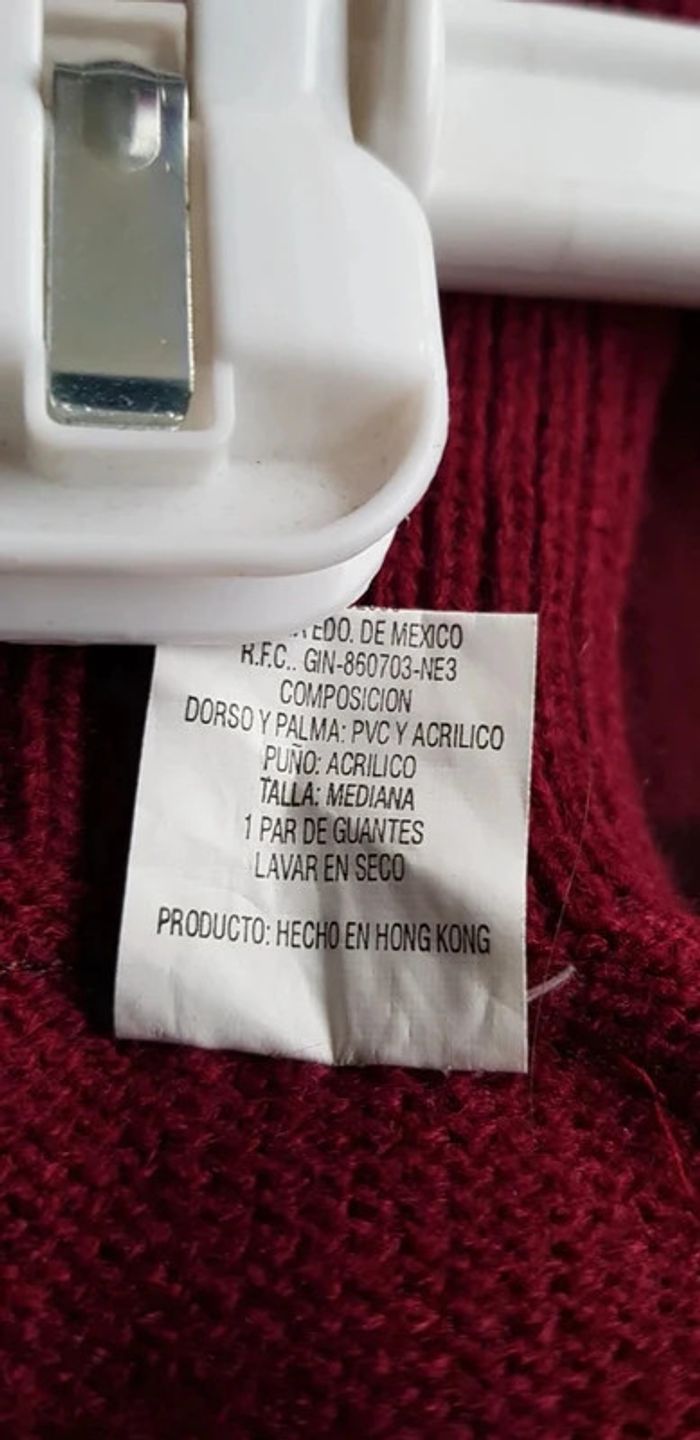 EDO. DE MEXICO
R.F.C.. GIN-860703-NE3
COMPOSICION
DORSO Y PALMA: PVC Y ACRILICO
PUÑO: ACRILICO
TALLA: MEDIANA
1 PAR DE GUANTES
LAVAR EN SECO
PRODUCTO: HECHO EN HONG KONG